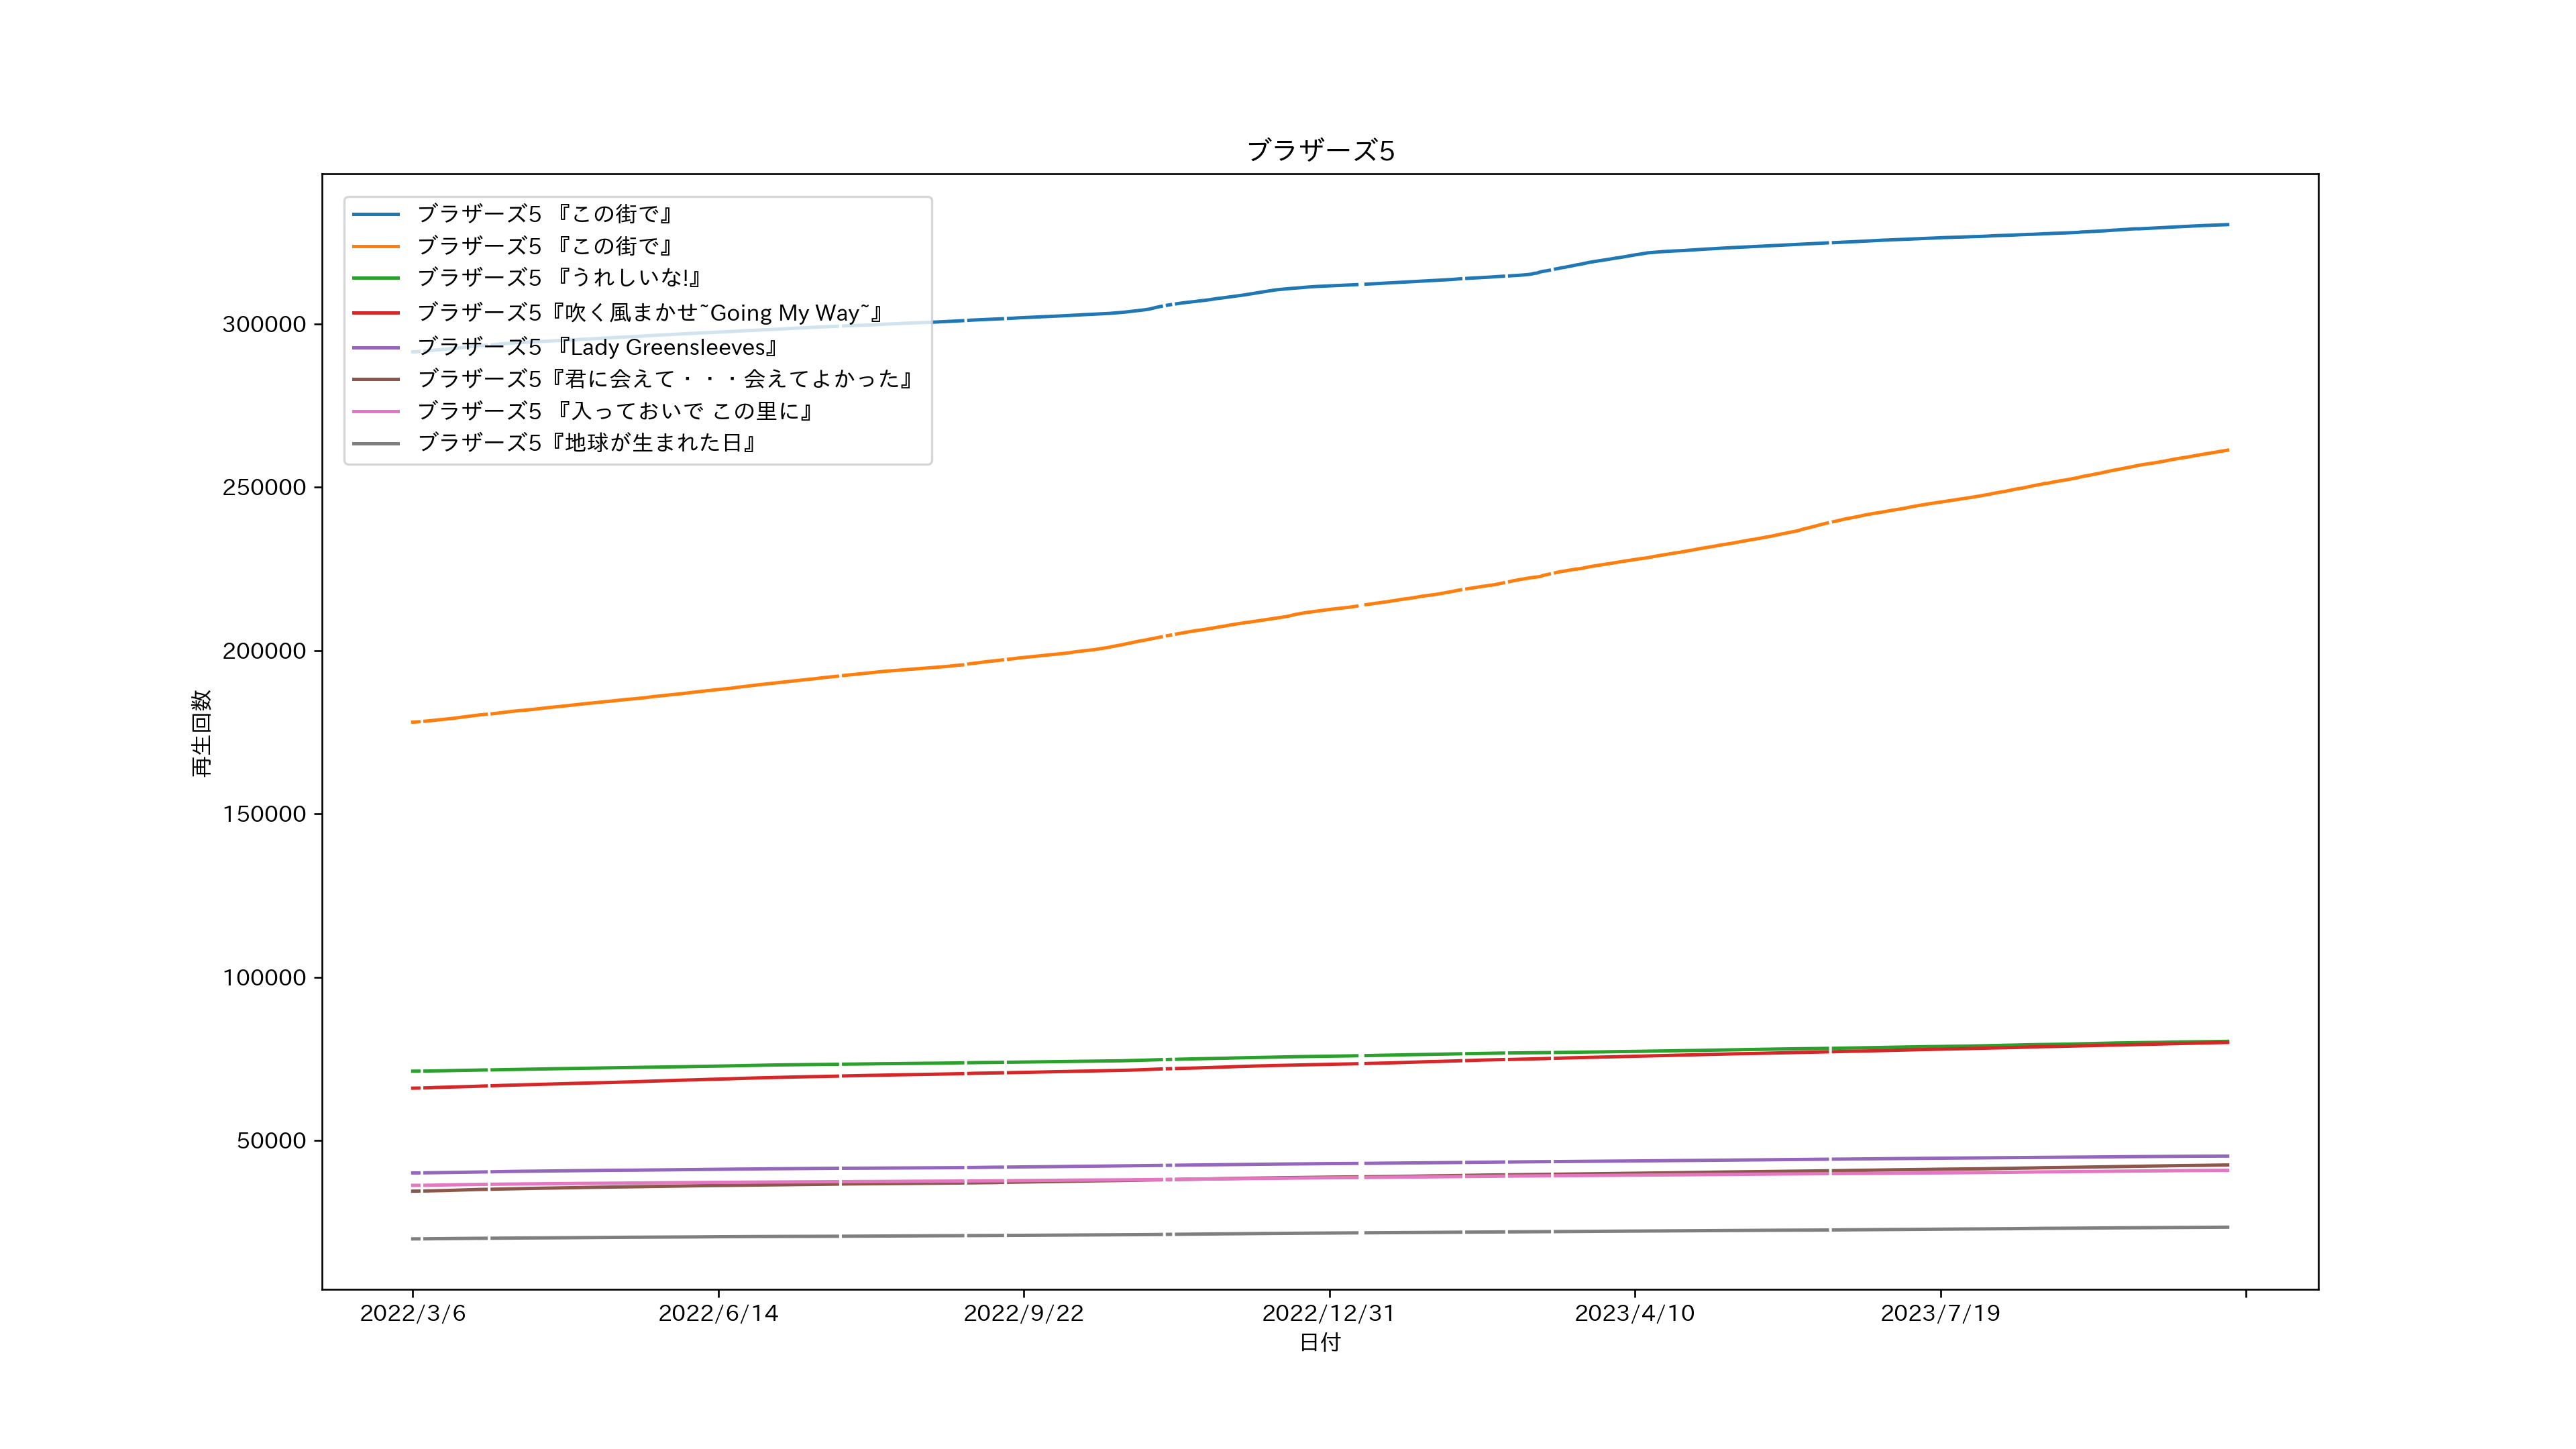 ブラザーズ5
ブラザーズ5 『この街で』
ブラザーズ5 『この街で』
ブラザーズ5 『うれしいな!』
ブラザーズ5『吹く風まかせ~Going My Way~』
ブラザーズ5 『Lady Greensleeves』
ブラザーズ5『君に会えて・・・会えてよかった』
ブラザーズ5 『入っておいで この里に』
ブラザーズ5『地球が生まれた日』
300000
250000
200000
150000
100000
50000
再生回数
2022/3/6
2022/6/14
2022/9/22
2022/12/31
2023/4/10
2023/7/19
日付